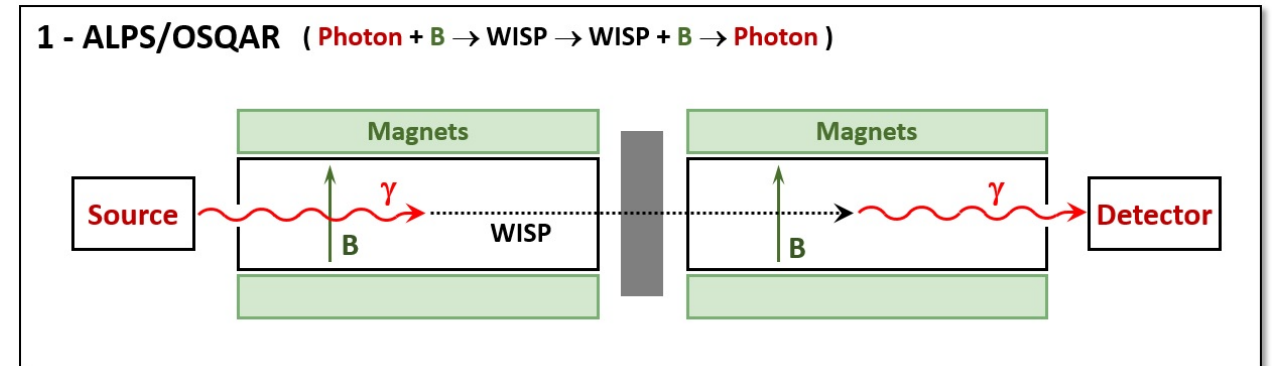 1 - ALPS/OSQAR ( Photon + B → WISP → WISP + B → Photon )
Magnets Magnets
γ γ
Source Detector
WISP
B B